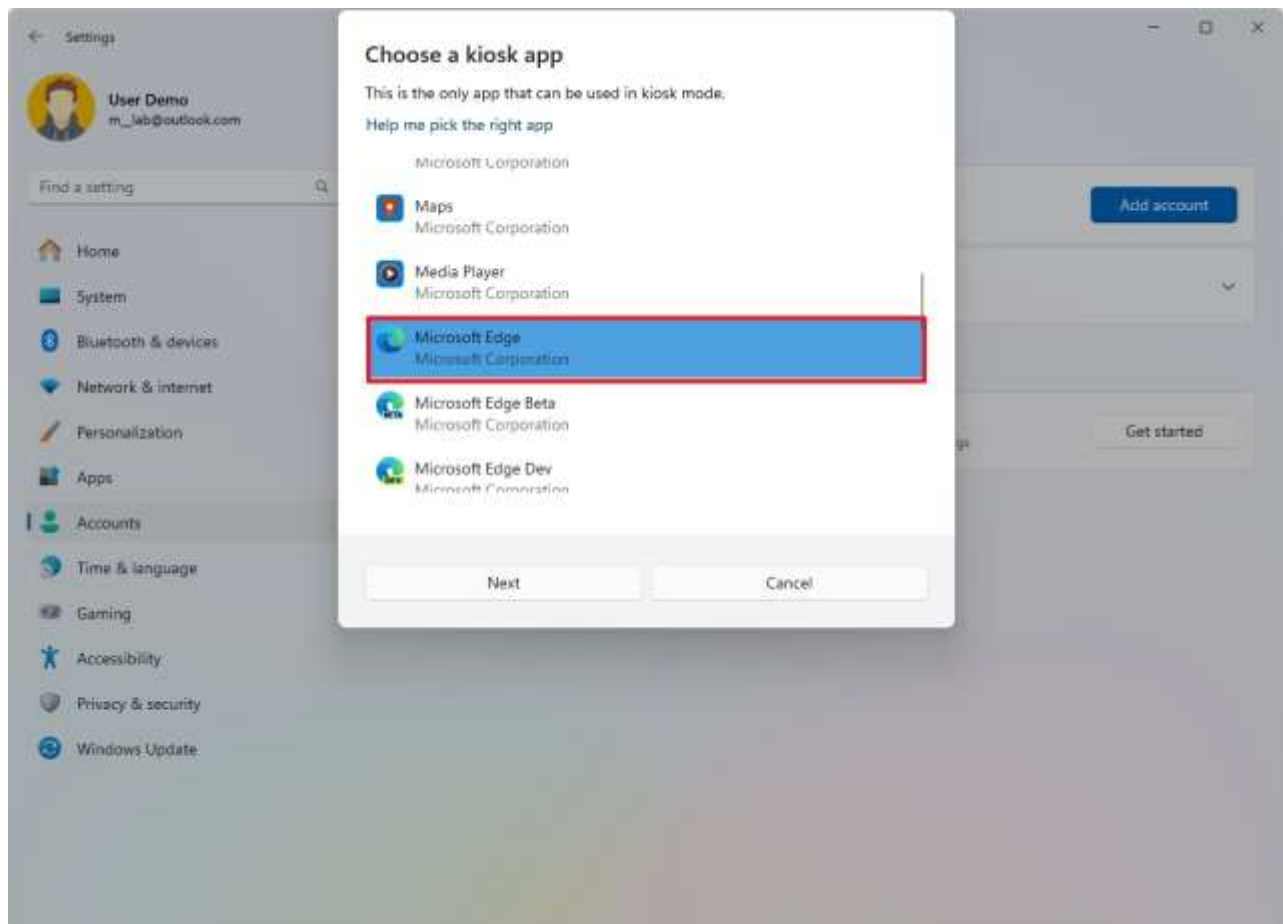 Settings
User Demo
m_lab@outlook.com
Find a setting
Home
System
Bluetooth & devices
Network & internet
Personalization
Apps
Accounts
Time & language
Gaming
Accessibility
Privacy & security
Windows Update
Choose a kiosk app
This is the only app that can be used in kiosk mode.
Help me pick the right app
Microsoft Corporation
Maps
Microsoft Corporation
Media Player
Microsoft Corporation
Microsoft Edge
Microsoft Corporation
Microsoft Edge Beta
Microsoft Corporation
Microsoft Edge Dev
Microsoft Corporation
Next
Cancel
Add account
Get started